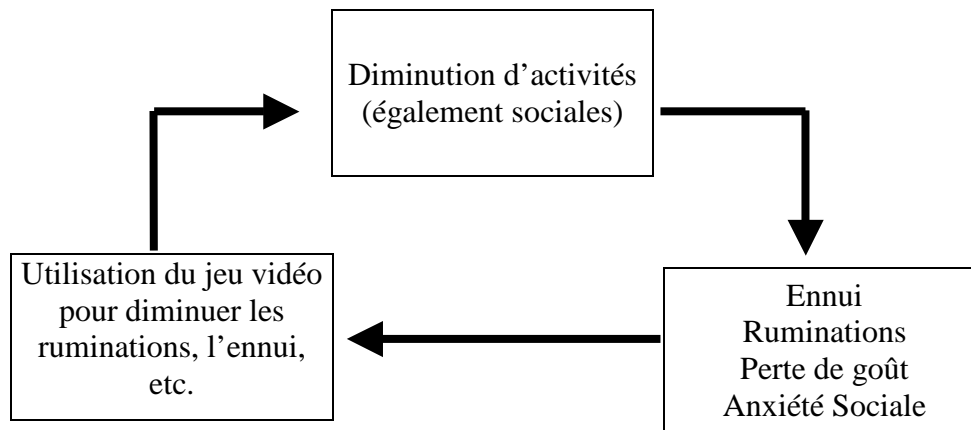 Diminution d’activités
(également sociales)
Utilisation du jeu vidéo
pour diminuer les
ruminations, l’ennui,
etc.
Ennui
Ruminations
Perte de goût
Anxiété Sociale